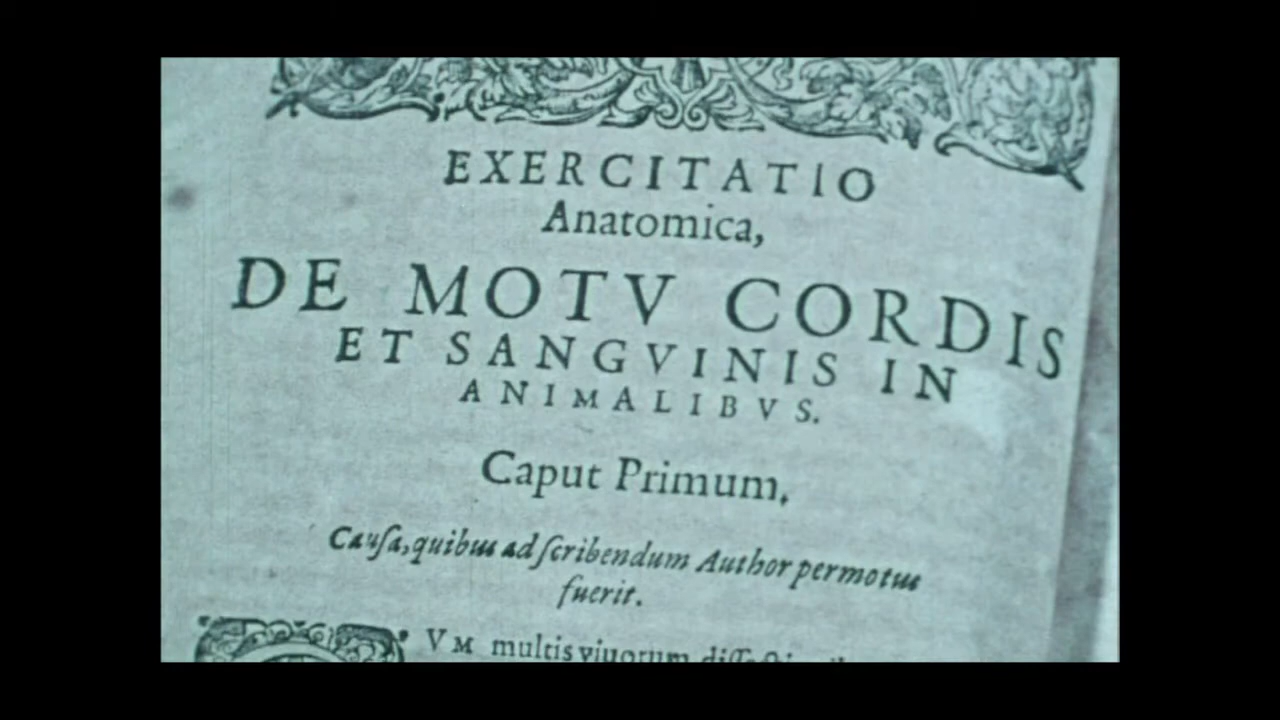 EXERCITATIO
Anatomica,
DE MOTV CORDIS
ET SANGVINIS IN
ANIMALIBVS.
Caput Primum,
Cauſa, quibus ad ſcribendum Author permotus
fuerit.
VM multis viuorum